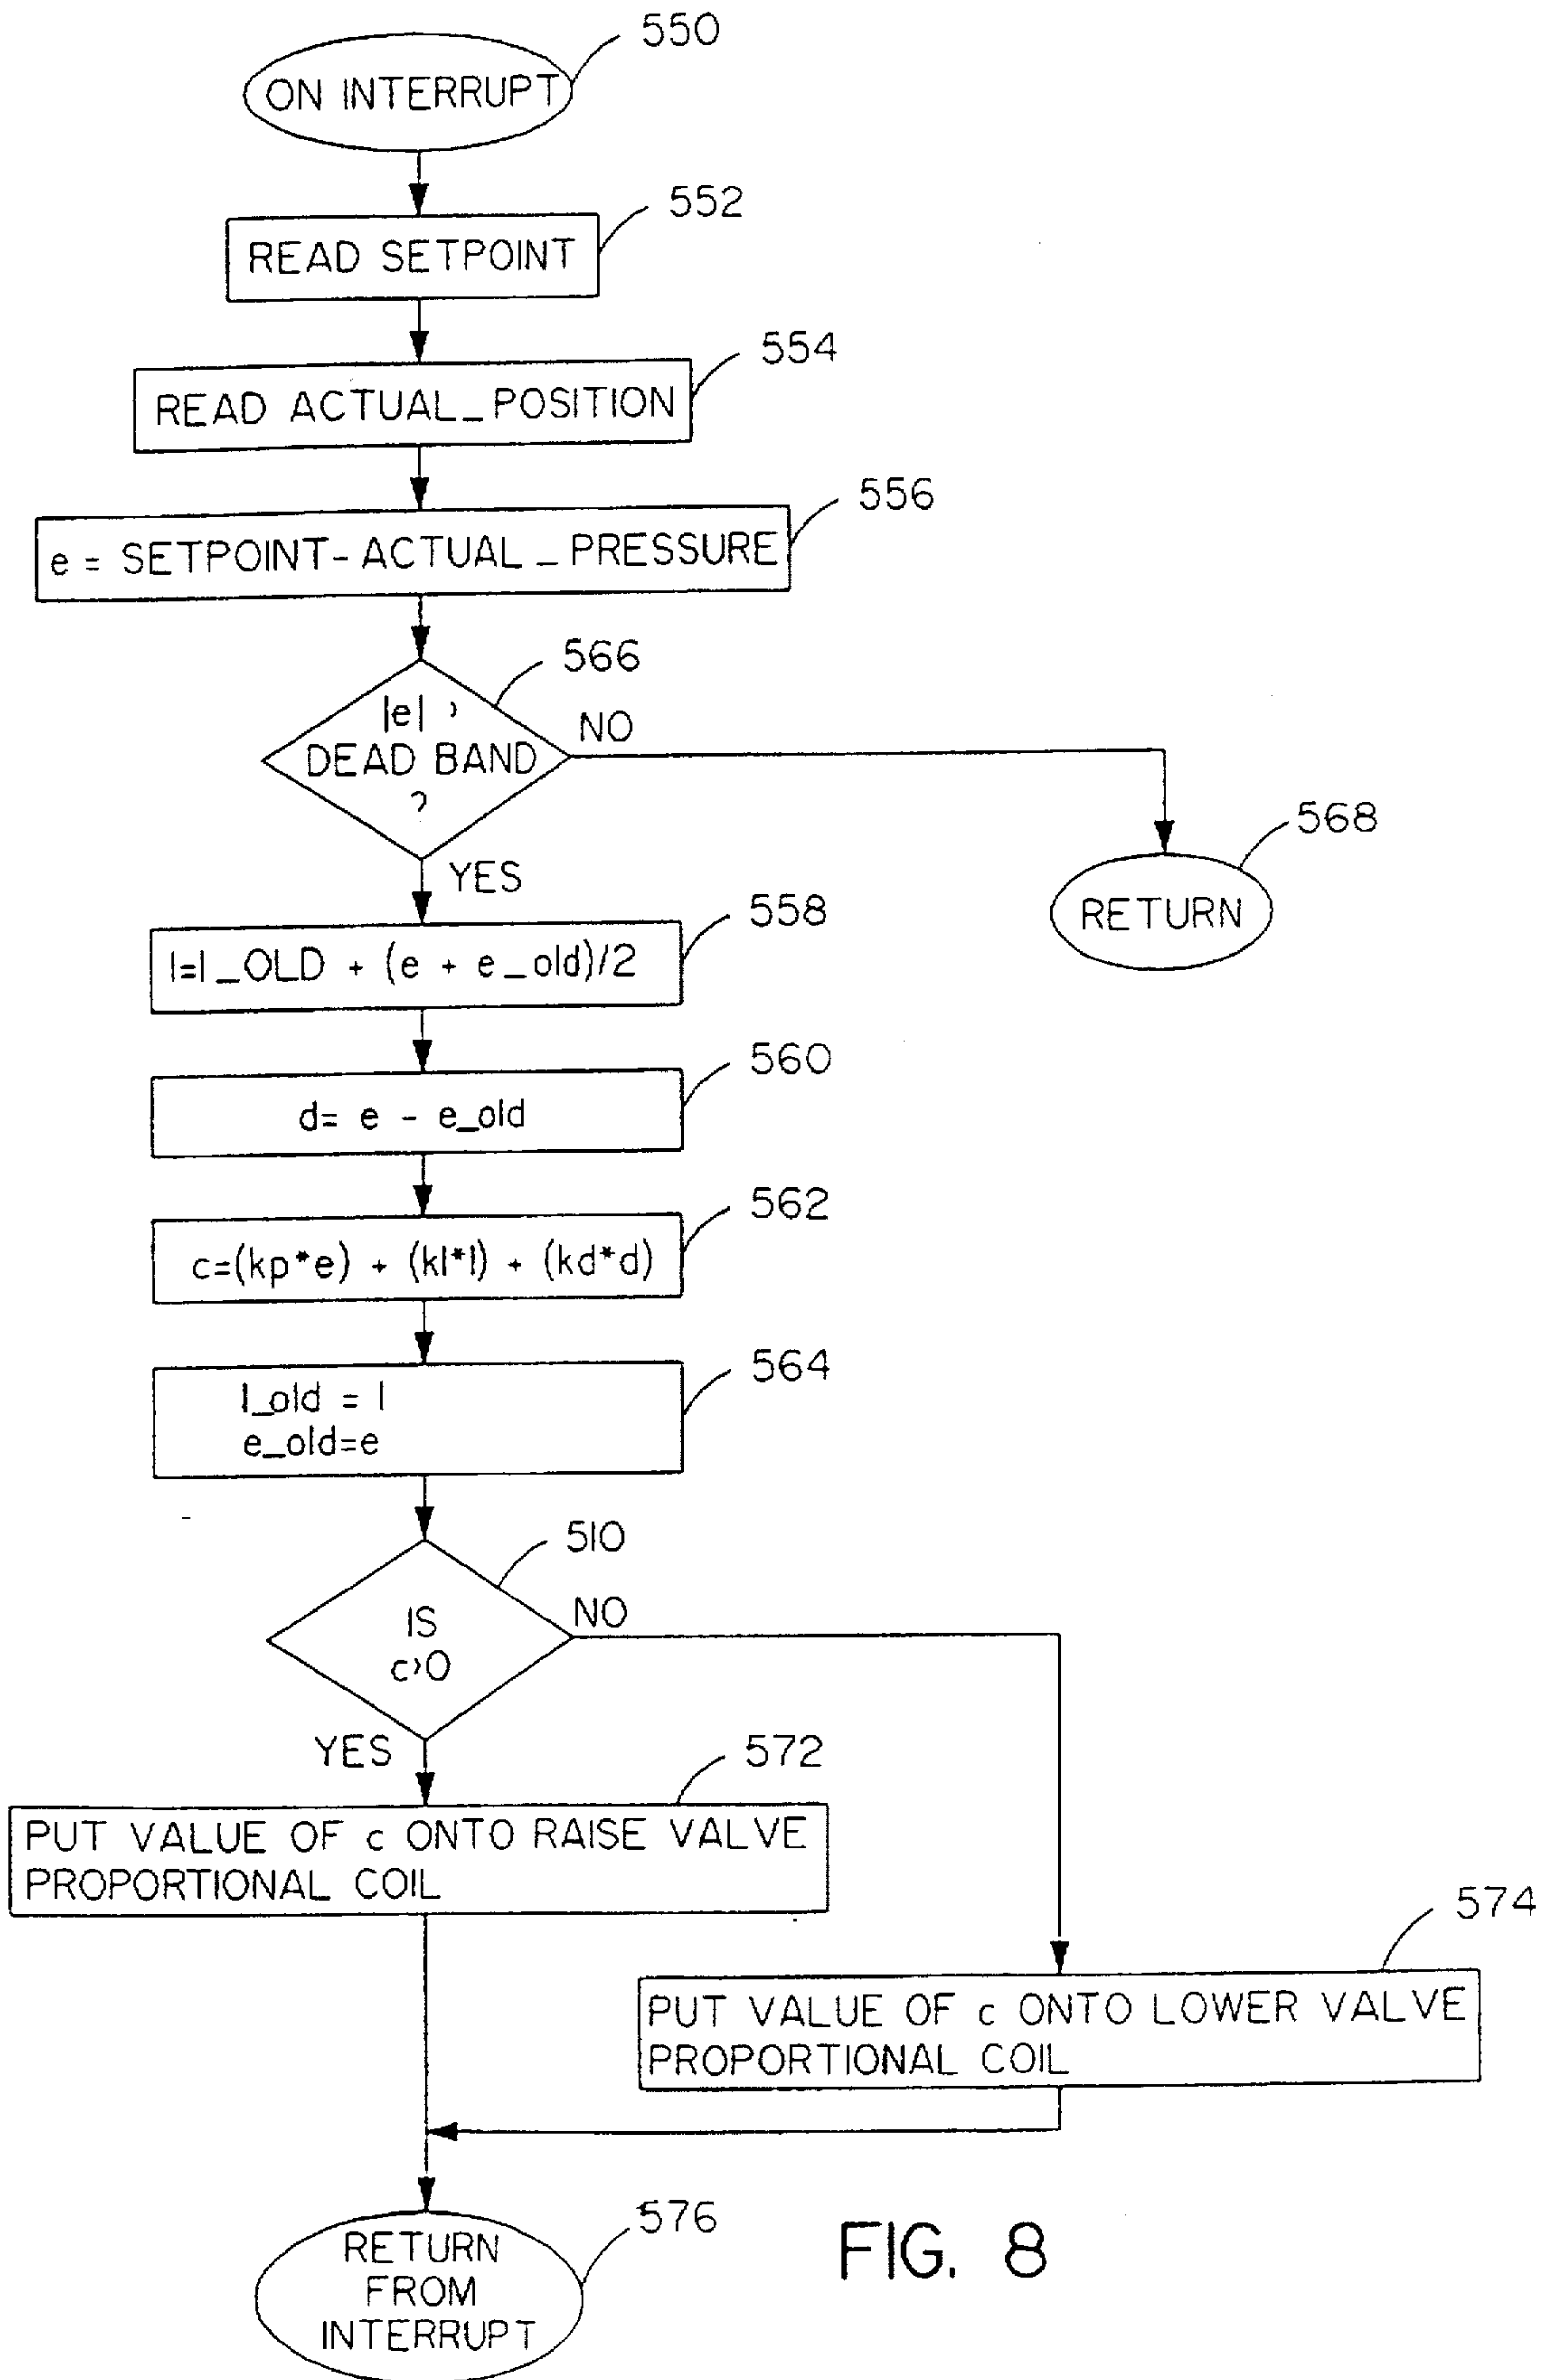 550
ON INTERRUPT
552
READ SETPOINT
554
READ ACTUAL_POSITION
556
e = SETPOINT-ACTUAL_PRESSURE
566
|e| >
DEAD BAND
?
NO
568
RETURN
YES
558
I=I_OLD + (e + e_old)/2
560
d= e - e_old
562
c=(kp*e) + (kI*I) + (kd*d)
564
I_old = I
e_old=e
510
IS
c>0
NO
YES
572
PUT VALUE OF c ONTO RAISE VALVE
PROPORTIONAL COIL
574
PUT VALUE OF c ONTO LOWER VALVE
PROPORTIONAL COIL
576
RETURN
FROM
INTERRUPT
FIG. 8